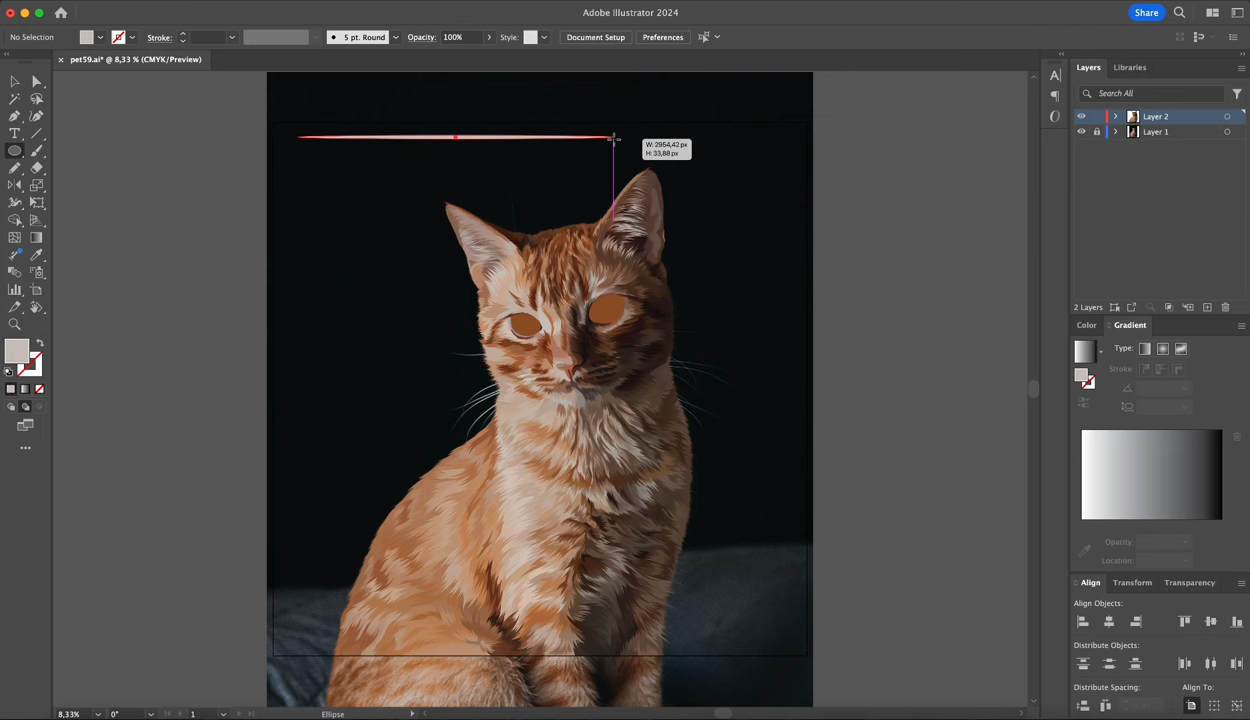 Adobe Illustrator 2024
Share
No Selection
Stroke:
5 pt. Round
Opacity:
100%
Style:
Document Setup
Preferences
pet59.ai* @ 8,33 % (CMYK/Preview)
W: 2954,42 px
H: 33,88 px
Layers
Libraries
Search All
Layer 2
Layer 1
2 Layers
Color
Gradient
Type:
Stroke:
Opacity:
Location:
Align
Transform
Transparency
Align Objects:
Distribute Objects:
Distribute Spacing:
Align To:
8,33%
0°
1
Ellipse